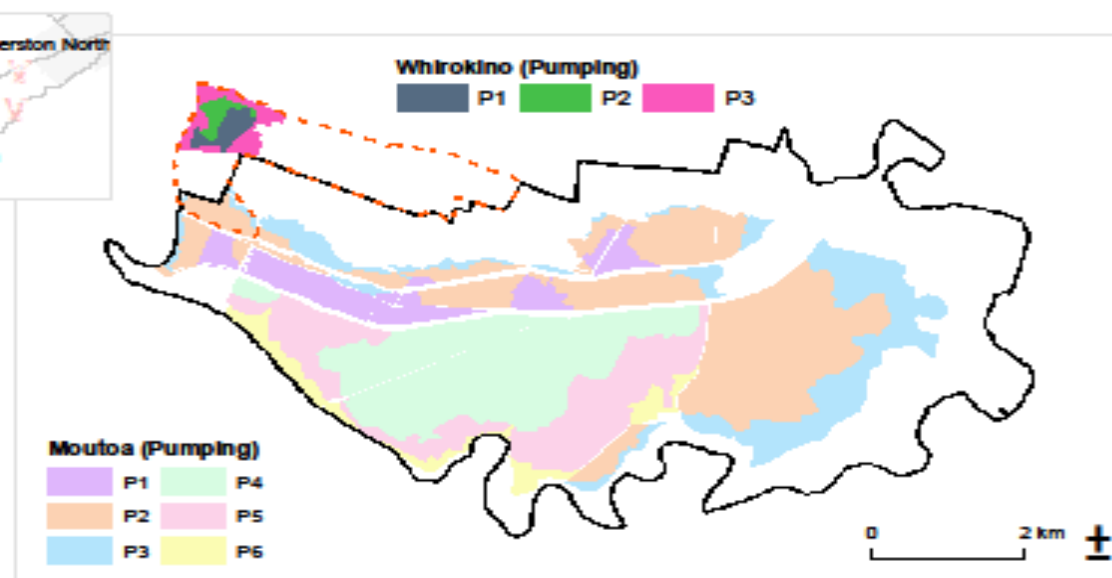 erston North
Whirokino (Pumping)
P1 P2 P3
Moutoa (Pumping)
P1 P4
P2 P5
P3 P6
0 2 km